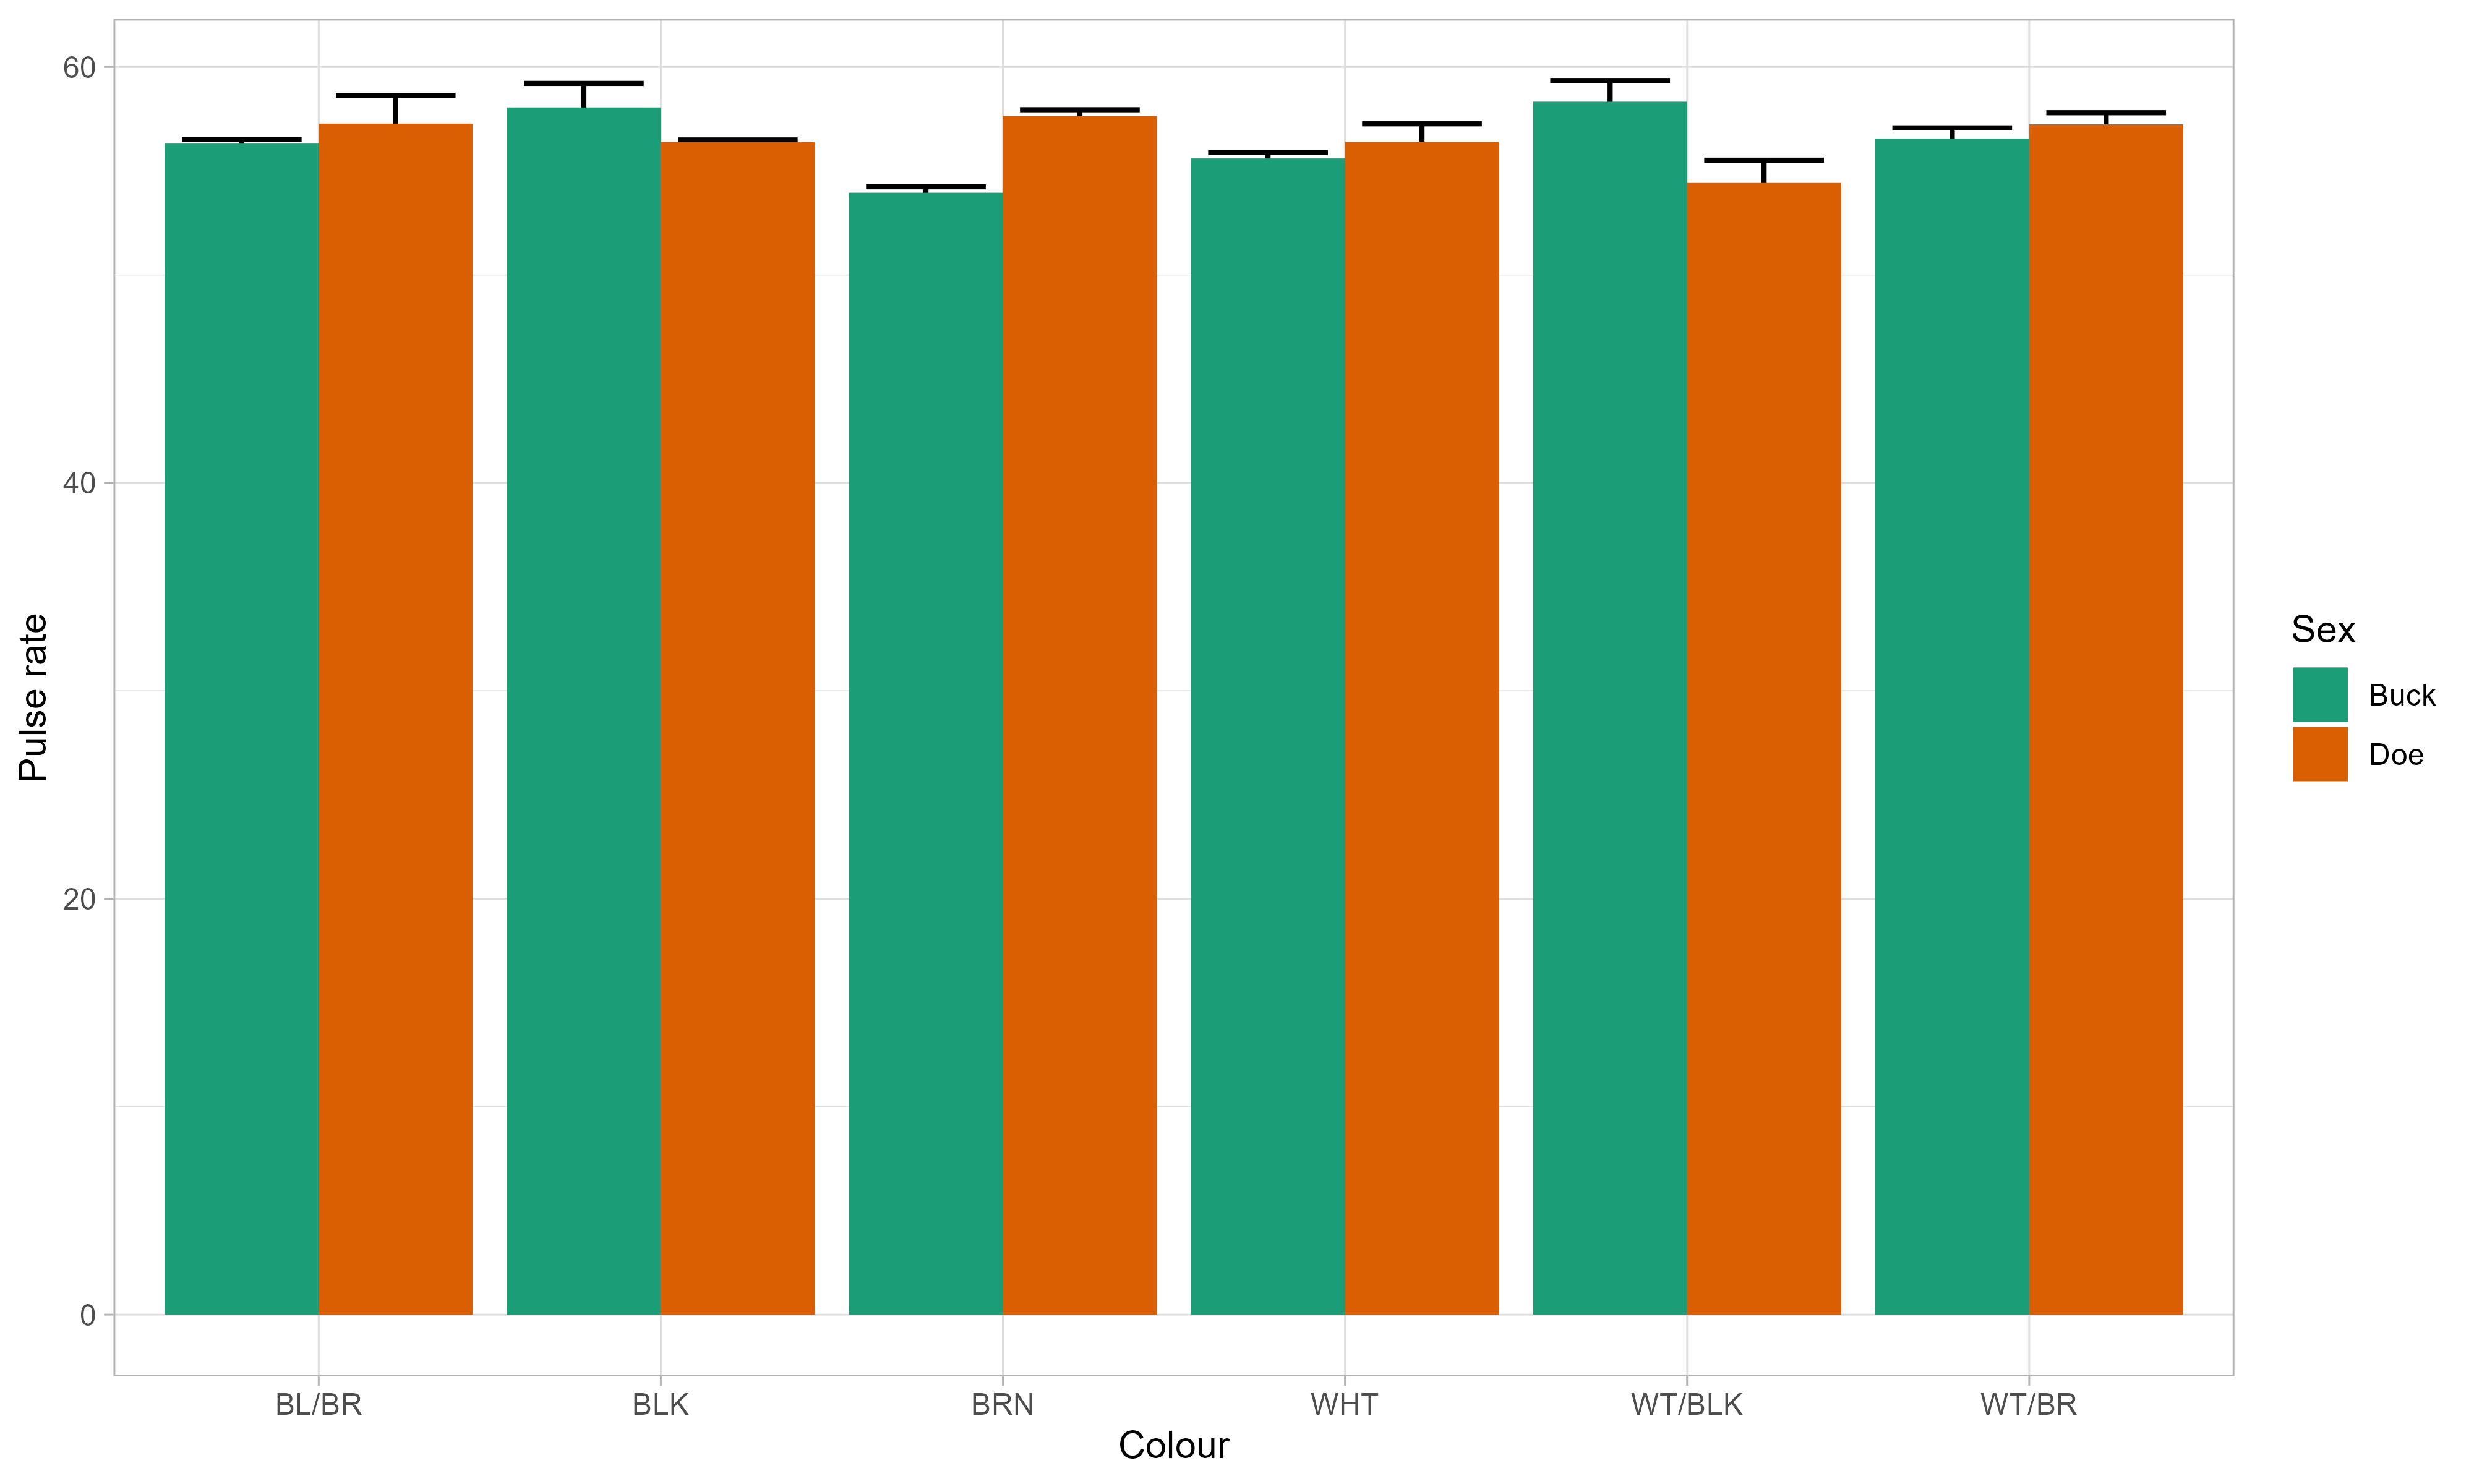 60
40
20
0
Pulse rate
BL/BR
BLK
BRN
WHT
WT/BLK
WT/BR
Colour
Sex
Buck
Doe